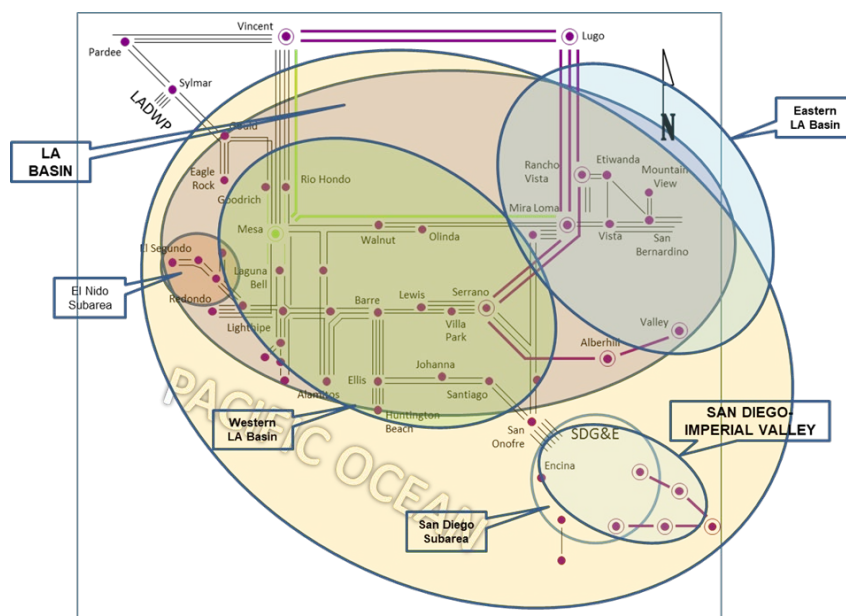 Vincent
Lugo
Pardee
Sylmar
LADWP
Gould
Eagle
Rock
Goodrich
Rio Hondo
LA
BASIN
Eastern
LA Basin
N
Rancho
Vista
Etiwanda
Mountain
View
Mira Loma
Vista
San
Bernardino
Mesa
Walnut
Olinda
El Segundo
El Nido
Subarea
Laguna
Bell
Redondo
Lighthipe
Barre
Lewis
Serrano
Villa
Park
Valley
Alberhill
Johanna
Ellis
Santiago
Alamitos
Huntington
Beach
PACIFIC OCEAN
Western
LA Basin
San
Onofre
SDG&E
SAN DIEGO-
IMPERIAL VALLEY
Encina
San Diego
Subarea